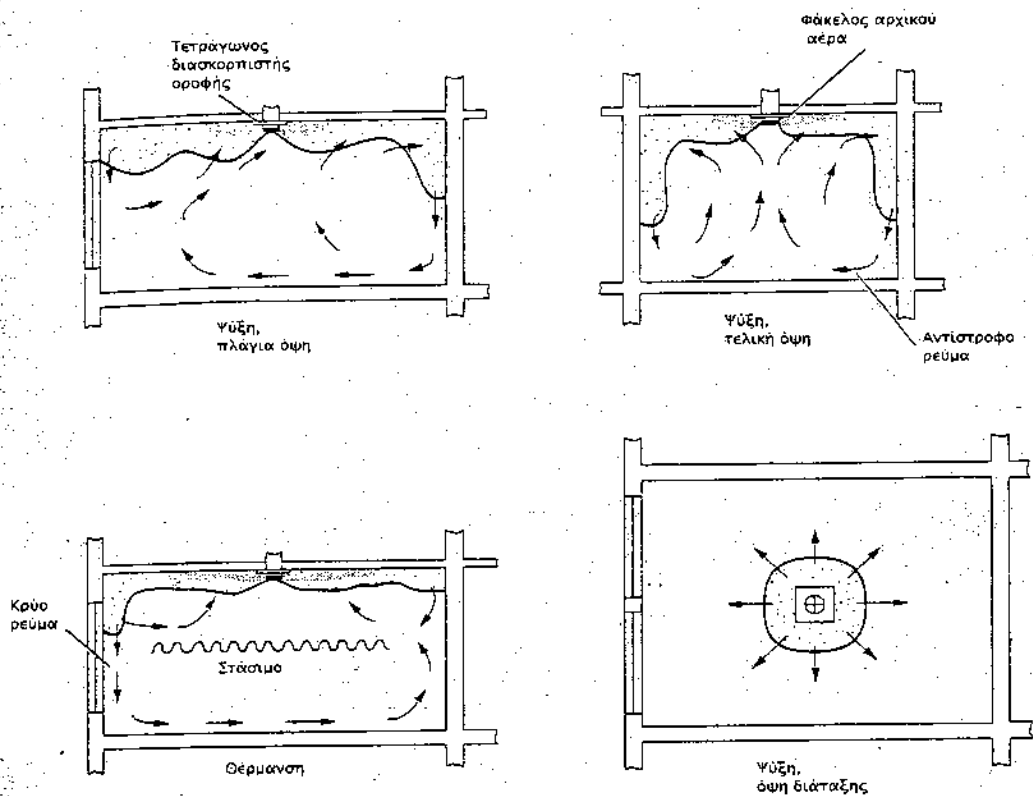 Τετράγωνος
διασκορπιστής
οροφής
Φάκελος αρχικού
αέρα
Ψύξη,
πλάγια όψη
Ψύξη,
τελική όψη
Αντίστροφο
ρεύμα
Κρύο
ρεύμα
Στάσιμο
Θέρμανση
Ψύξη,
όψη διάταξης